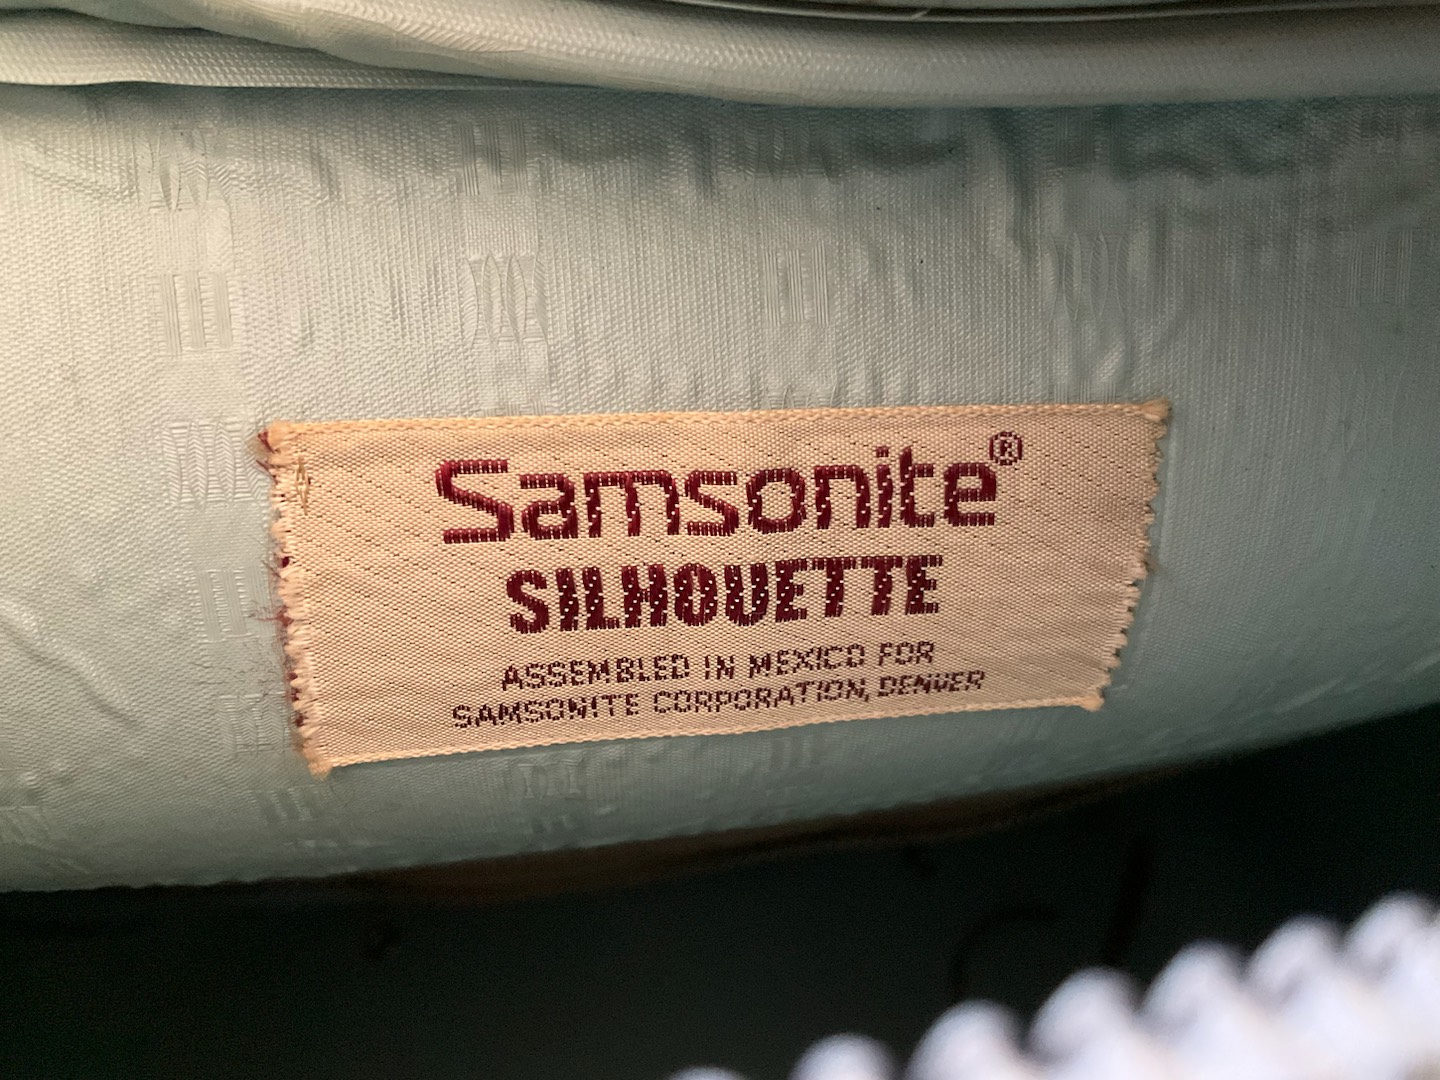 Samsonite®
SILHOUETTE
ASSEMBLED IN MEXICO FOR
SAMSONITE CORPORATION, DENVER